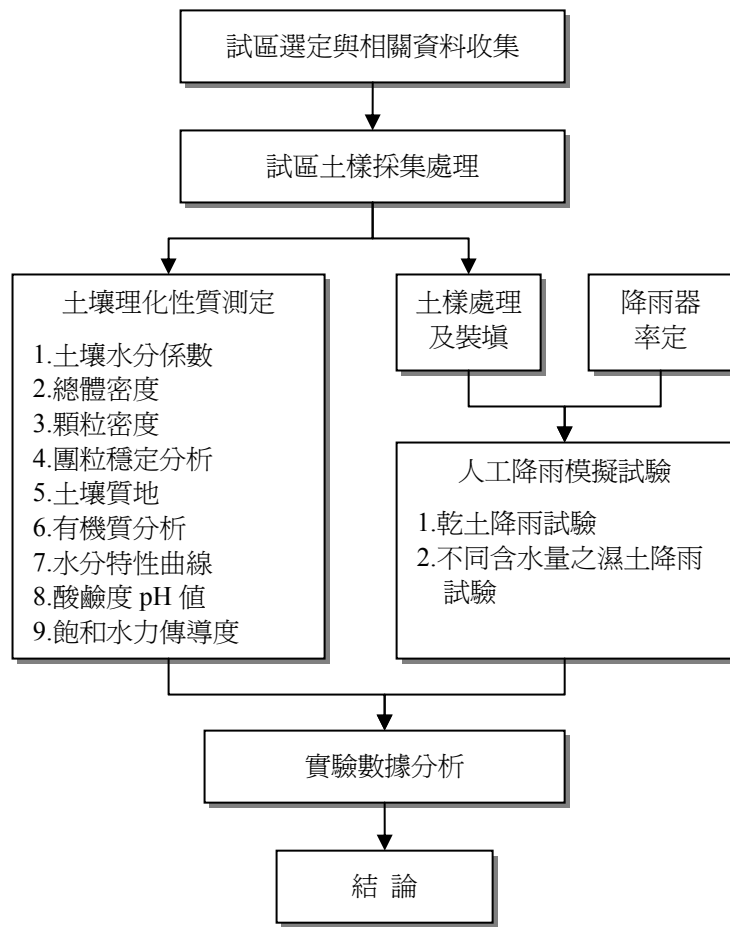 試區選定與相關資料收集
試區土樣採集處理
土壤理化性質測定
1.土壤水分係數
2.總體密度
3.顆粒密度
4.團粒穩定分析
5.土壤質地
6.有機質分析
7.水分特性曲線
8.酸鹼度 pH 值
9.飽和水力傳導度
土樣處理
及裝填
降雨器
率定
人工降雨模擬試驗
1.乾土降雨試驗
2.不同含水量之濕土降雨
試驗
實驗數據分析
結 論